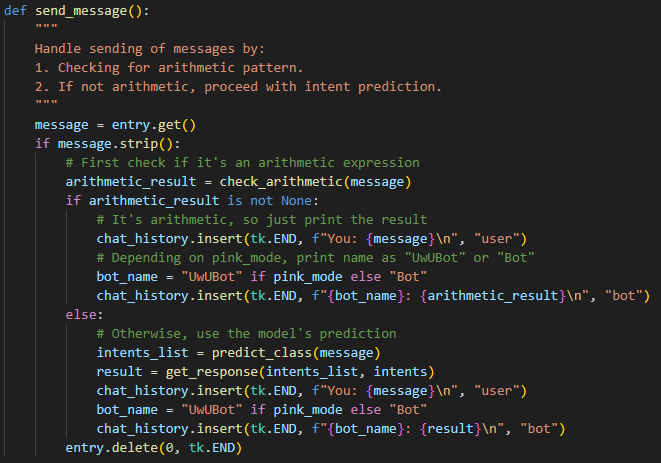 def send_message():
    """
    Handle sending of messages by:
    1. Checking for arithmetic pattern.
    2. If not arithmetic, proceed with intent prediction.
    """
    message = entry.get()
    if message.strip():
        # First check if it's an arithmetic expression
        arithmetic_result = check_arithmetic(message)
        if arithmetic_result is not None:
            # It's arithmetic, so just print the result
            chat_history.insert(tk.END, f"You: {message}\n", "user")
            # Depending on pink_mode, print name as "UwUBot" or "Bot"
            bot_name = "UwUBot" if pink_mode else "Bot"
            chat_history.insert(tk.END, f"{bot_name}: {arithmetic_result}\n", "bot")
        else:
            # Otherwise, use the model's prediction
            intents_list = predict_class(message)
            result = get_response(intents_list, intents)
            chat_history.insert(tk.END, f"You: {message}\n", "user")
            bot_name = "UwUBot" if pink_mode else "Bot"
            chat_history.insert(tk.END, f"{bot_name}: {result}\n", "bot")
        entry.delete(0, tk.END)